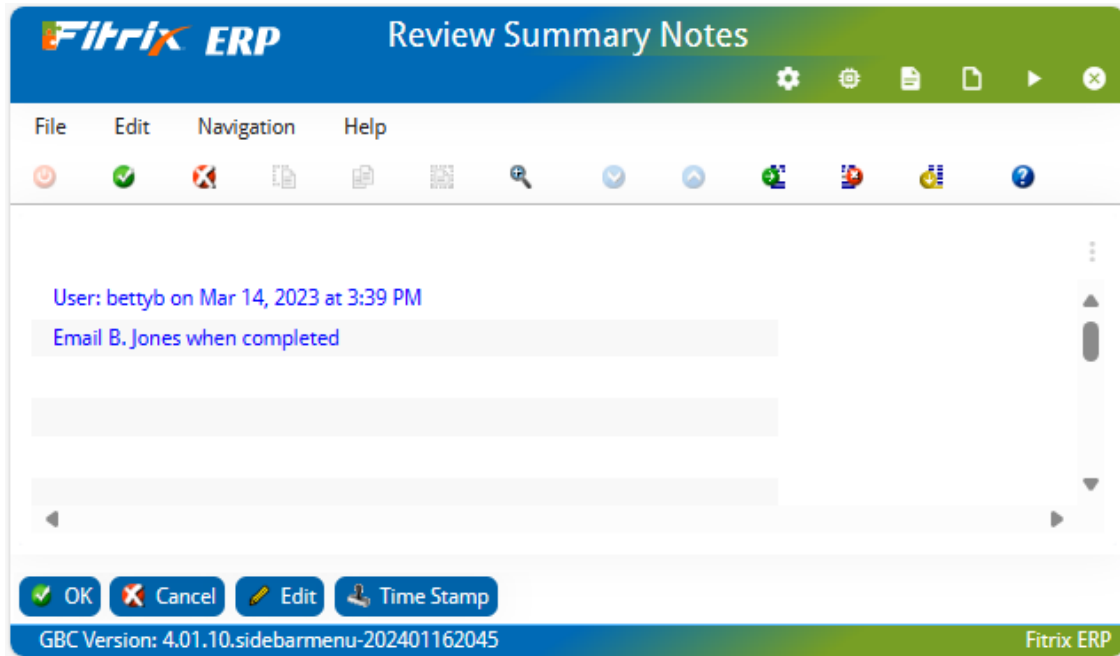 Fitrix ERP Review Summary Notes
File Edit Navigation Help
User: bettyb on Mar 14, 2023 at 3:39 PM
Email B. Jones when completed
OK Cancel Edit Time Stamp
GBC Version: 4.01.10.sidebarmenu-202401162045 Fitrix ERP